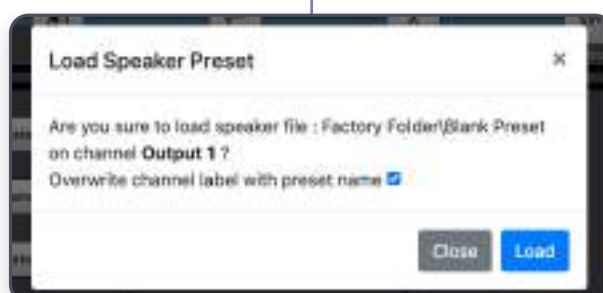 Load Speaker Preset ×
Are you sure to load speaker file : Factory Folder\Blank Preset
on channel Output 1 ?
Overwrite channel label with preset name
Close Load